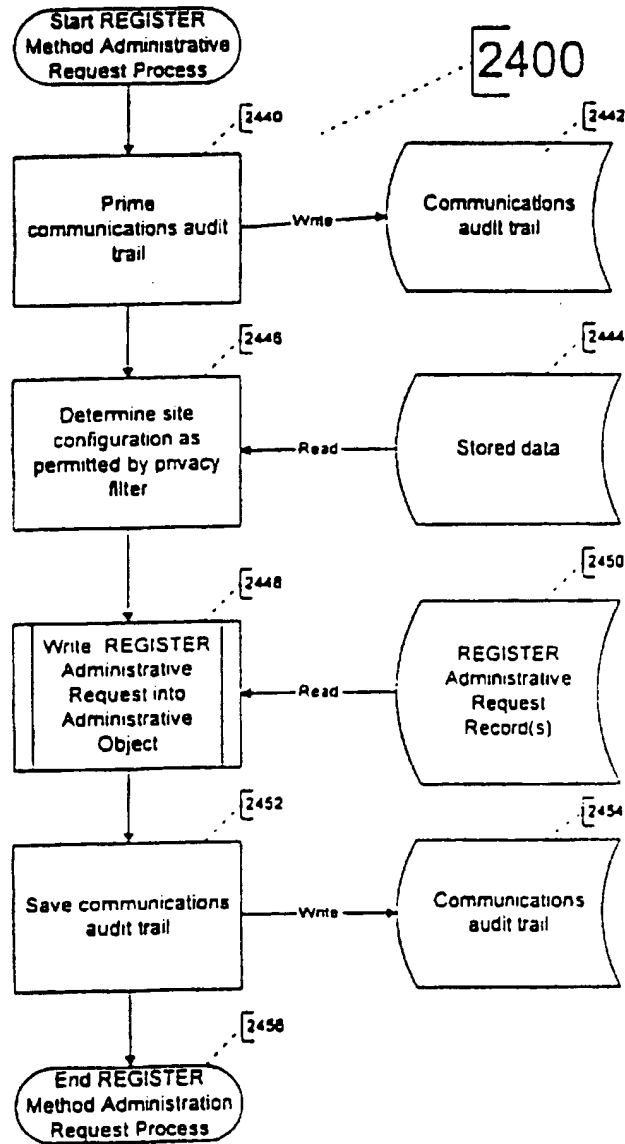 Start REGISTER
Method Administrative
Request Process
2400
2440
2442
Prime
communications audit
trail
Write
Communications
audit trail
2446
2444
Determine site
configuration as
permitted by privacy
filter
Read
Stored data
2448
2450
Write REGISTER
Administrative
Request into
Administrative
Object
Read
REGISTER
Administrative
Request
Record(s)
2452
2454
Save communications
audit trail
Write
Communications
audit trail
2456
End REGISTER
Method Administration
Request Process